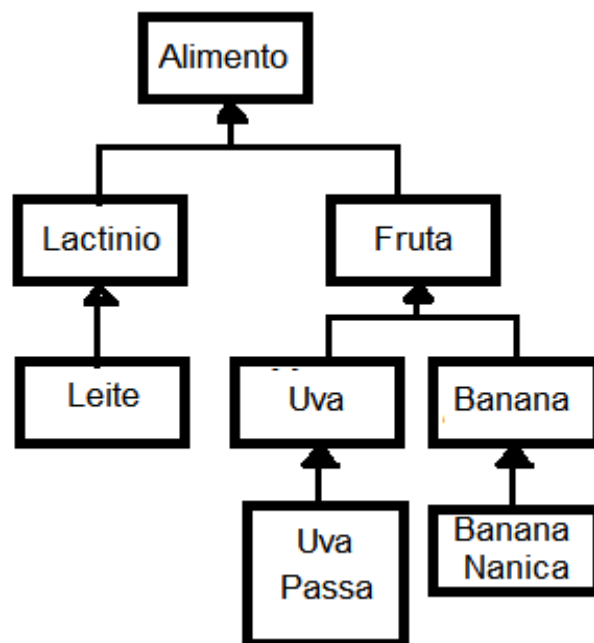 Alimento
Lactinio
Fruta
Leite
Uva
Banana
Uva
Passa
Banana
Nanica